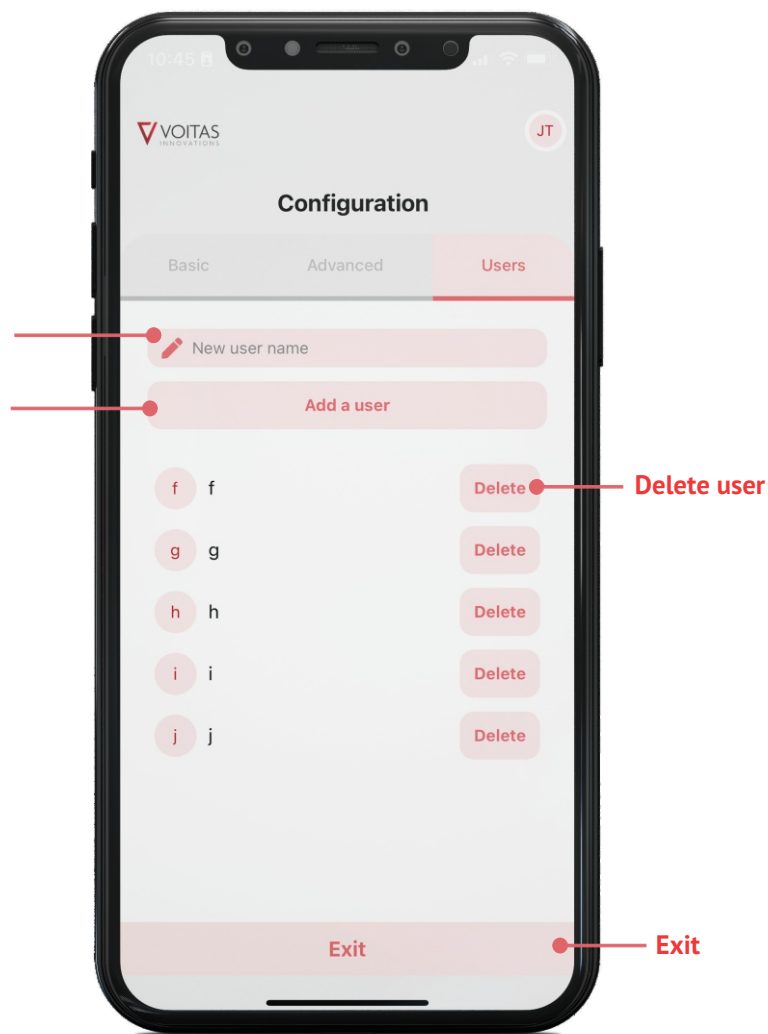 10:45
VOITAS
INNOVATIONS
JT
Configuration
Basic Advanced Users
New user name
Add a user
f f Delete Delete user
g g Delete
h h Delete
i i Delete
j j Delete
Exit Exit